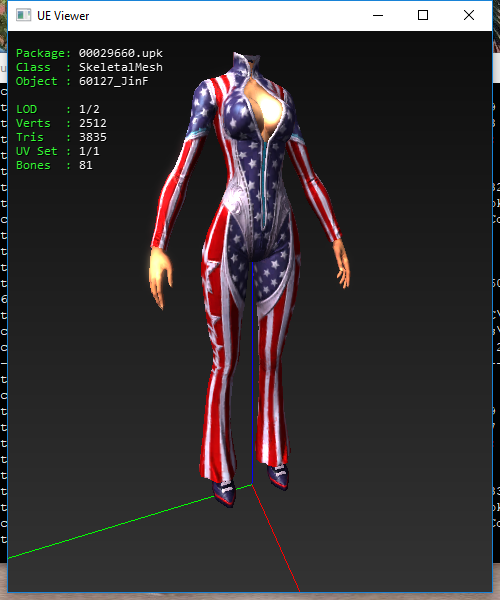 UE Viewer
Package: 00029660.upk
Class : SkeletalMesh
Object : 60127_JinF
LOD : 1/2
Verts : 2512
Tris : 3835
UV Set : 1/1
Bones : 81